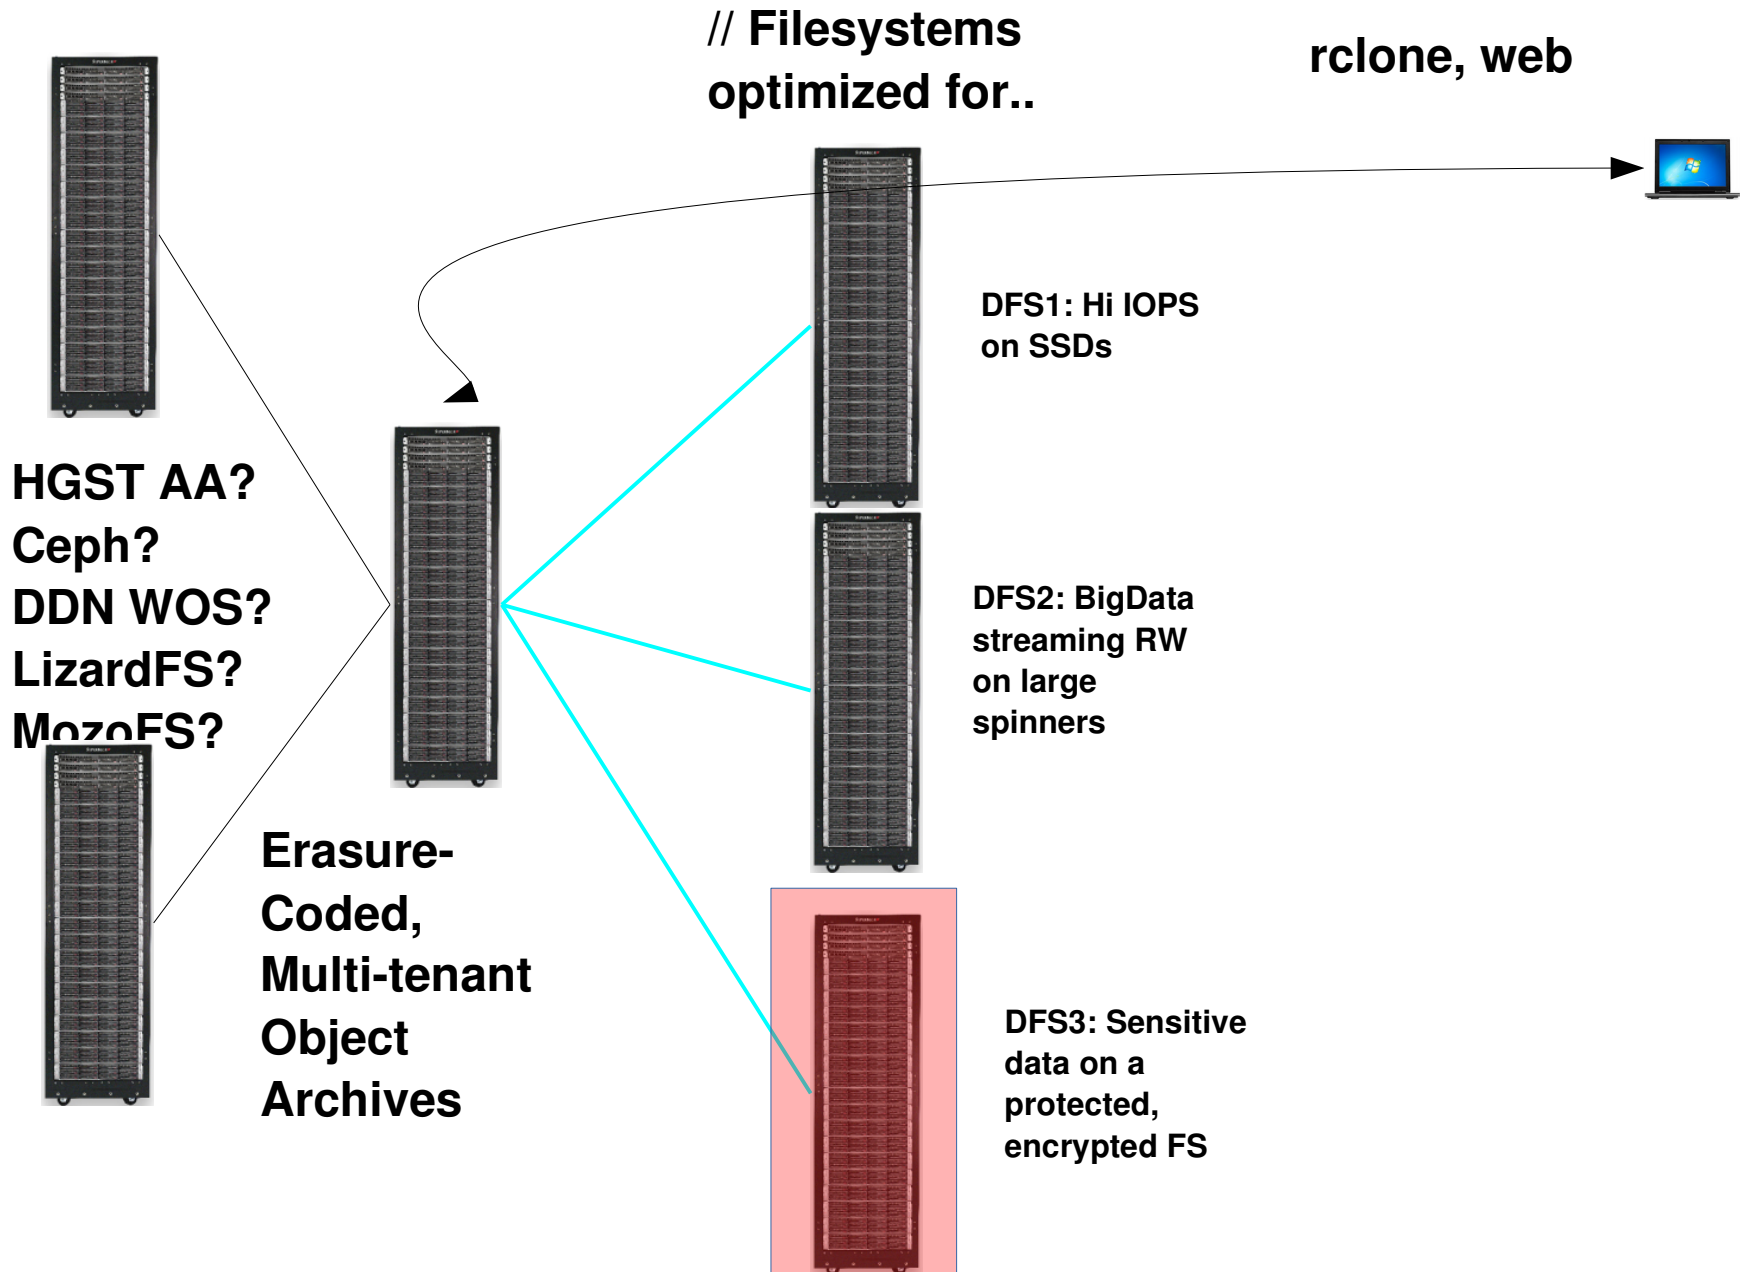 // Filesystems
optimized for..
rclone, web
HGST AA?
Ceph?
DDN WOS?
LizardFS?
MozoFS?
Erasure-
Coded,
Multi-tenant
Object
Archives
DFS1: Hi IOPS
on SSDs
DFS2: BigData
streaming RW
on large
spinners
DFS3: Sensitive
data on a
protected,
encrypted FS